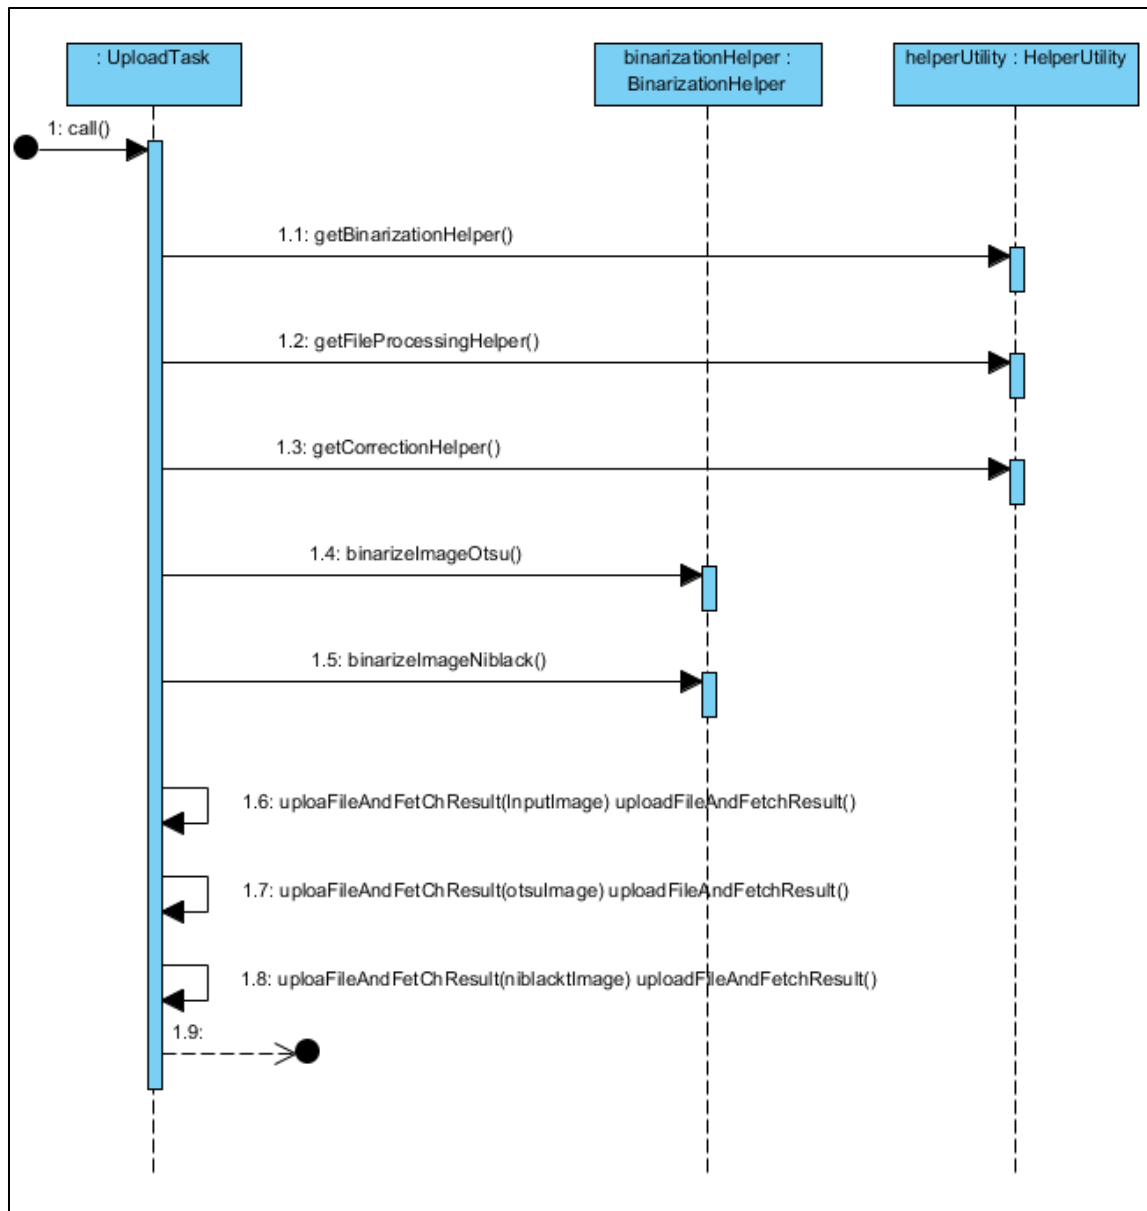 : UploadTask
binarizationHelper :
BinarizationHelper
helperUtility : HelperUtility
1: call()
1.1: getBinarizationHelper()
1.2: getFileProcessingHelper()
1.3: getCorrectionHelper()
1.4: binarizeImageOtsu()
1.5: binarizeImageNiblack()
1.6: uploaFileAndFetChResult(InputImage) uploadFileAndFetchResult()
1.7: uploaFileAndFetChResult(otsuImage) uploadFileAndFetchResult()
1.8: uploaFileAndFetChResult(niblacktImage) uploadFileAndFetchResult()
1.9: